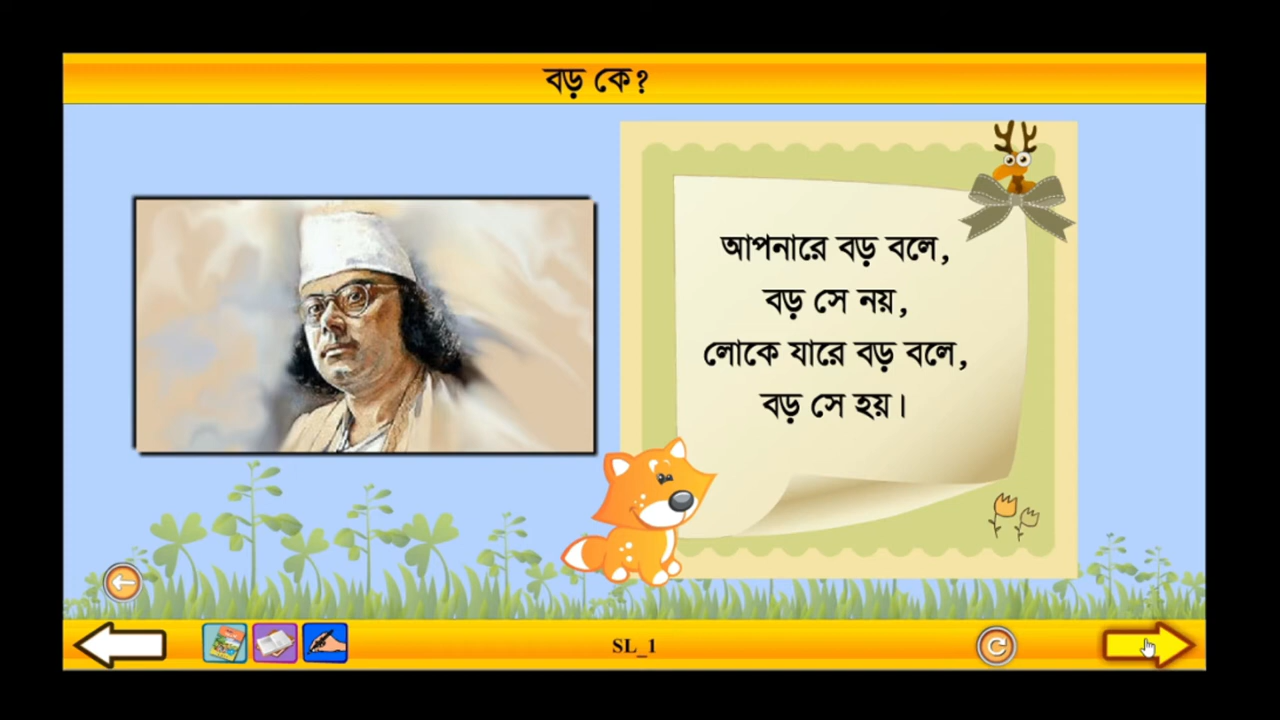 বড় কে?
আপনারে বড় বলে,
বড় সে নয়,
লোকে যারে বড় বলে,
বড় সে হয়।
SL_1